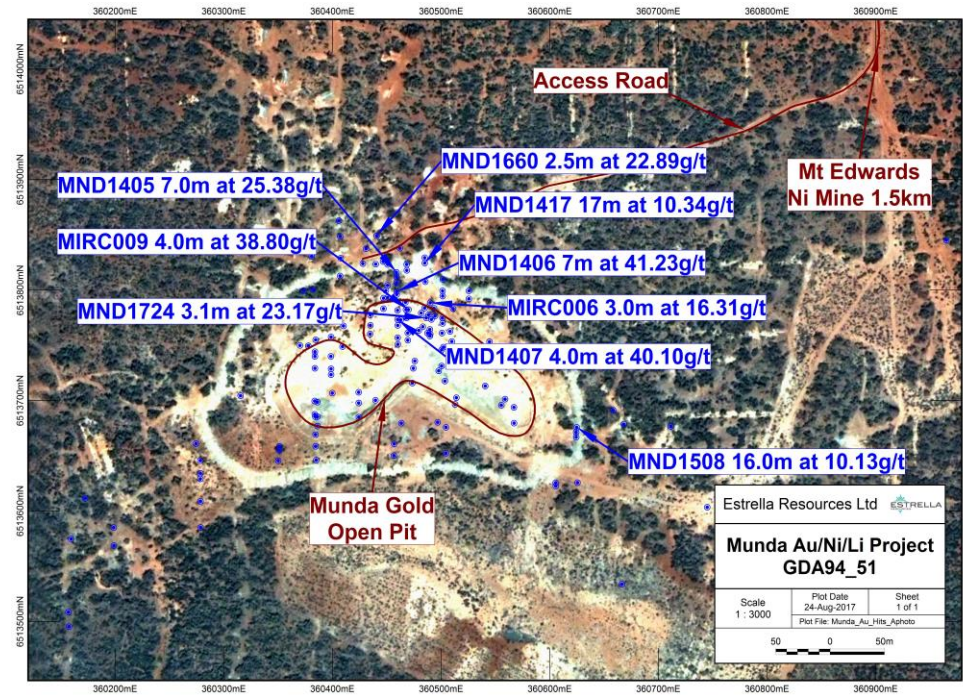 360200mE 360300mE 360400mE 360500mE 360600mE 360700mE 360800mE 360900mE
6514000mN
6513900mN
6513800mN
6513700mN
6513600mN
6513500mN
Access Road
Mt Edwards
Ni Mine 1.5km
MND1660 2.5m at 22.89g/t
MND1405 7.0m at 25.38g/t
MND1417 17m at 10.34g/t
MIRC009 4.0m at 38.80g/t
MND1406 7m at 41.23g/t
MND1724 3.1m at 23.17g/t
MIRC006 3.0m at 16.31g/t
MND1407 4.0m at 40.10g/t
MND1508 16.0m at 10.13g/t
Munda Gold
Open Pit
Estrella Resources Ltd ESTRELLA
Munda Au/Ni/Li Project
GDA94_51
Scale
1 : 3000
Plot Date
24-Aug-2017
Sheet
1 of 1
Plot File: Munda_Au_Hits_Aphoto
50 0 50m
360200mE 360300mE 360400mE 360500mE 360600mE 360700mE 360800mE 360900mE